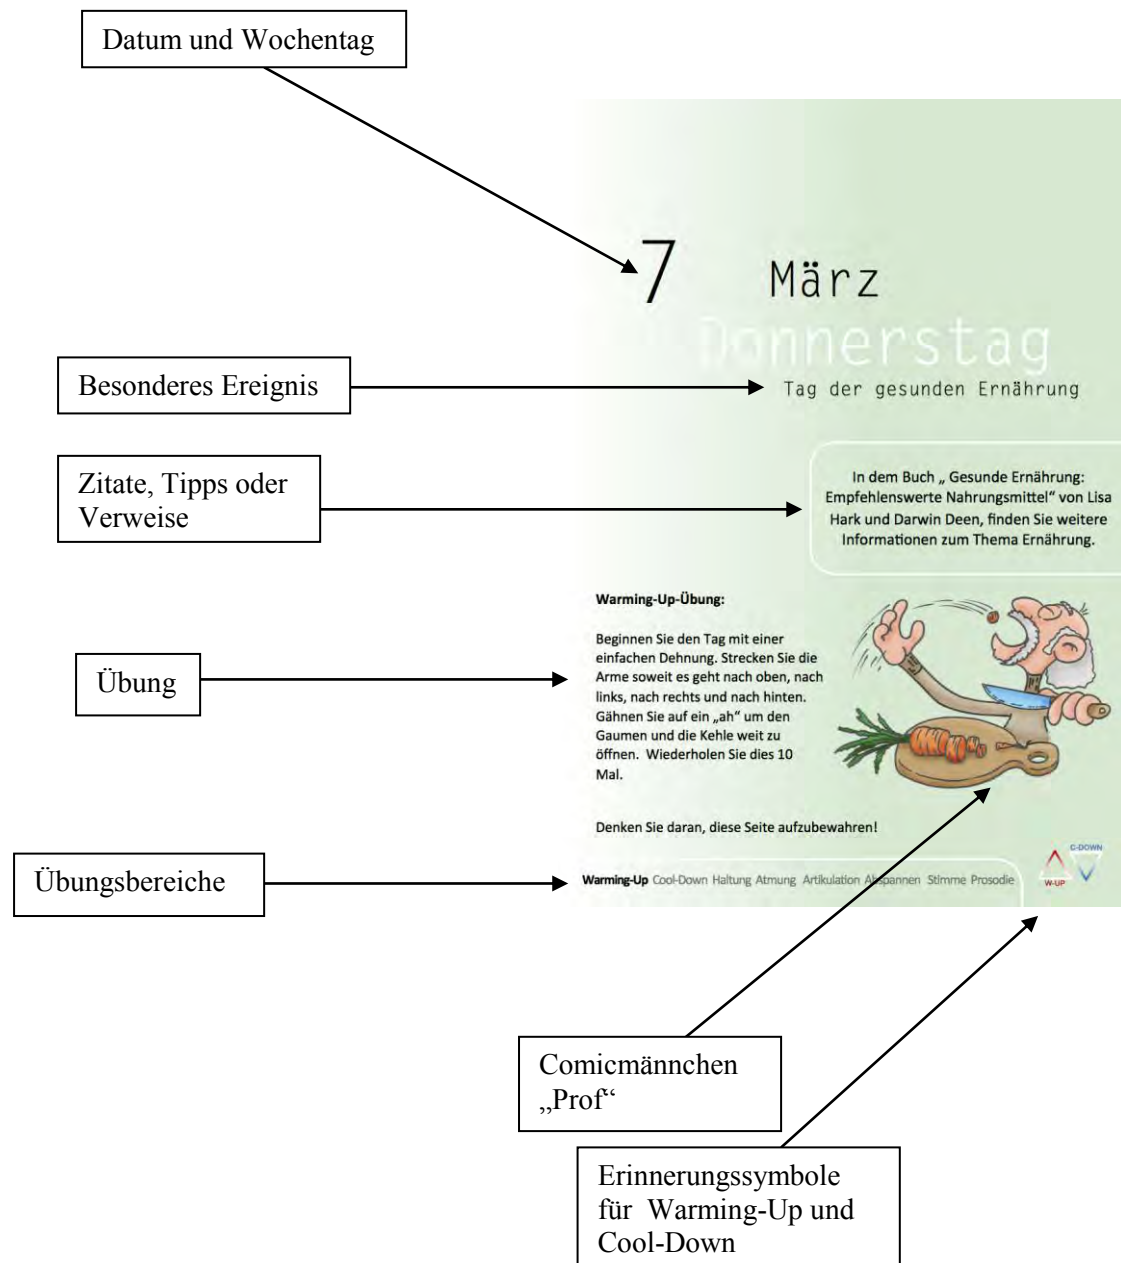 Datum und Wochentag
7 März
Donnerstag
Besonderes Ereignis
Tag der gesunden Ernährung
Zitate, Tipps oder
Verweise
In dem Buch „ Gesunde Ernährung:
Empfehlenswerte Nahrungsmittel“ von Lisa
Hark und Darwin Deen, finden Sie weitere
Informationen zum Thema Ernährung.
Übung
Warming-Up-Übung:
Beginnen Sie den Tag mit einer
einfachen Dehnung. Strecken Sie die
Arme soweit es geht nach oben, nach
links, nach rechts und nach hinten.
Gähnen Sie auf ein „ah“ um den
Gaumen und die Kehle weit zu
öffnen. Wiederholen Sie dies 10
Mal.
Denken Sie daran, diese Seite aufzubewahren!
Übungsbereiche
Warming-Up Cool-Down Haltung Atmung Artikulation Abspannen Stimme Prosodie
C-DOWN
W-UP
Comicmännchen
„Prof“
Erinnerungssymbole
für Warming-Up und
Cool-Down